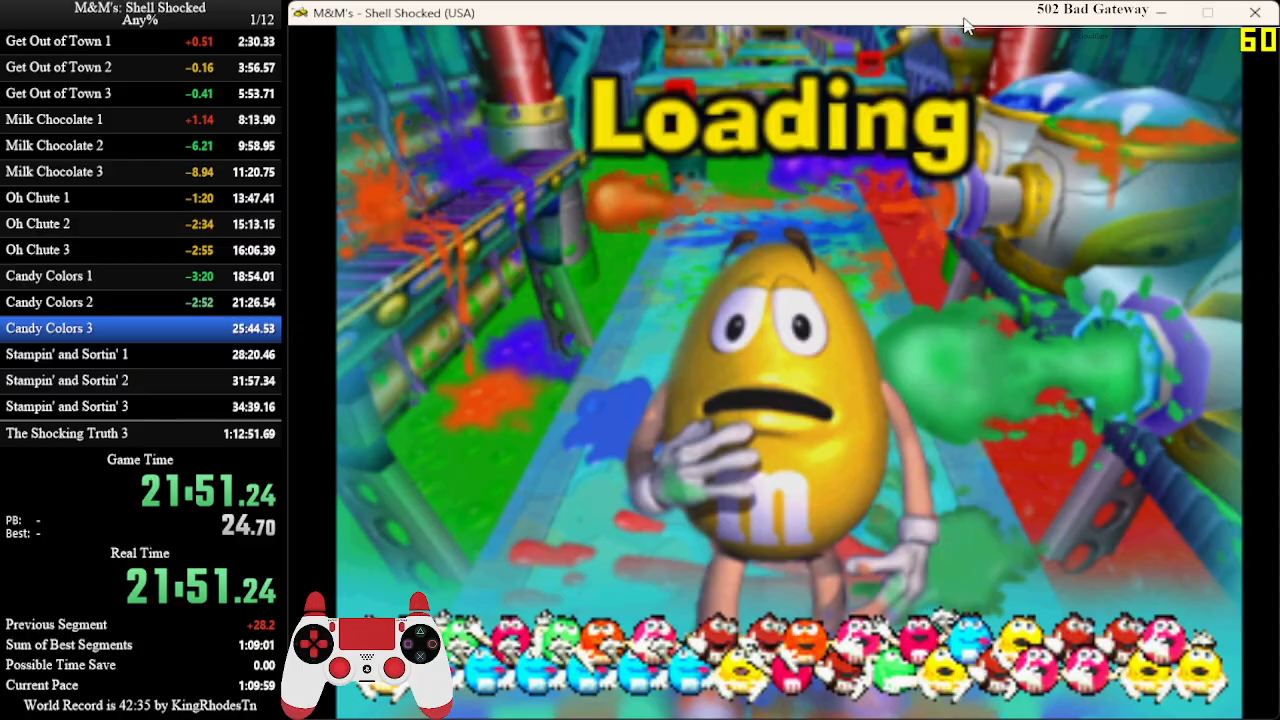 M&M's: Shell Shocked
Any% 1/12
Get Out of Town 1 +0.51 2:30.33
Get Out of Town 2 −0.16 3:56.57
Get Out of Town 3 −0.41 5:53.71
Milk Chocolate 1 +1.14 8:13.90
Milk Chocolate 2 −6.21 9:58.95
Milk Chocolate 3 −8.94 11:20.75
Oh Chute 1 −1:20 13:47.41
Oh Chute 2 −2:34 15:13.15
Oh Chute 3 −2:55 16:06.39
Candy Colors 1 −3:20 18:54.01
Candy Colors 2 −2:52 21:26.54
Candy Colors 3 25:44.53
Stampin' and Sortin' 1 28:20.46
Stampin' and Sortin' 2 31:57.34
Stampin' and Sortin' 3 34:39.16
The Shocking Truth 3 1:12:51.69
Game Time
21:51.24
PB: - 24.70
Best: -
Real Time
21:51.24
Previous Segment +28.2
Sum of Best Segments 1:09:01
Possible Time Save 0.00
Current Pace 1:09:59
World Record is 42:35 by KingRhodesTn
M&M's - Shell Shocked (USA)
502 Bad Gateway
60
Loading
m